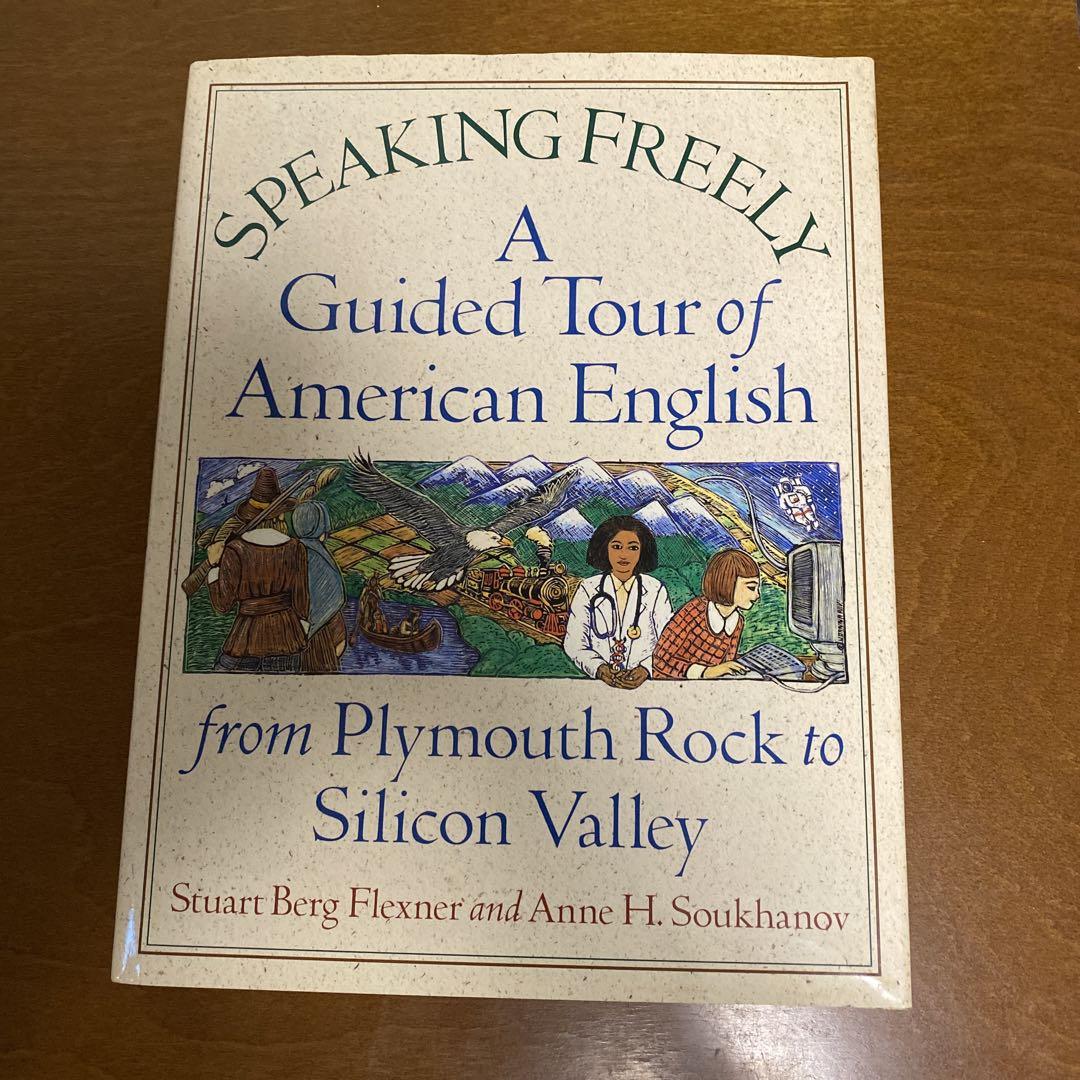 SPEAKING FREELY
A
Guided Tour of
American English
from Plymouth Rock to
Silicon Valley
Stuart Berg Flexner and Anne H. Soukhanov